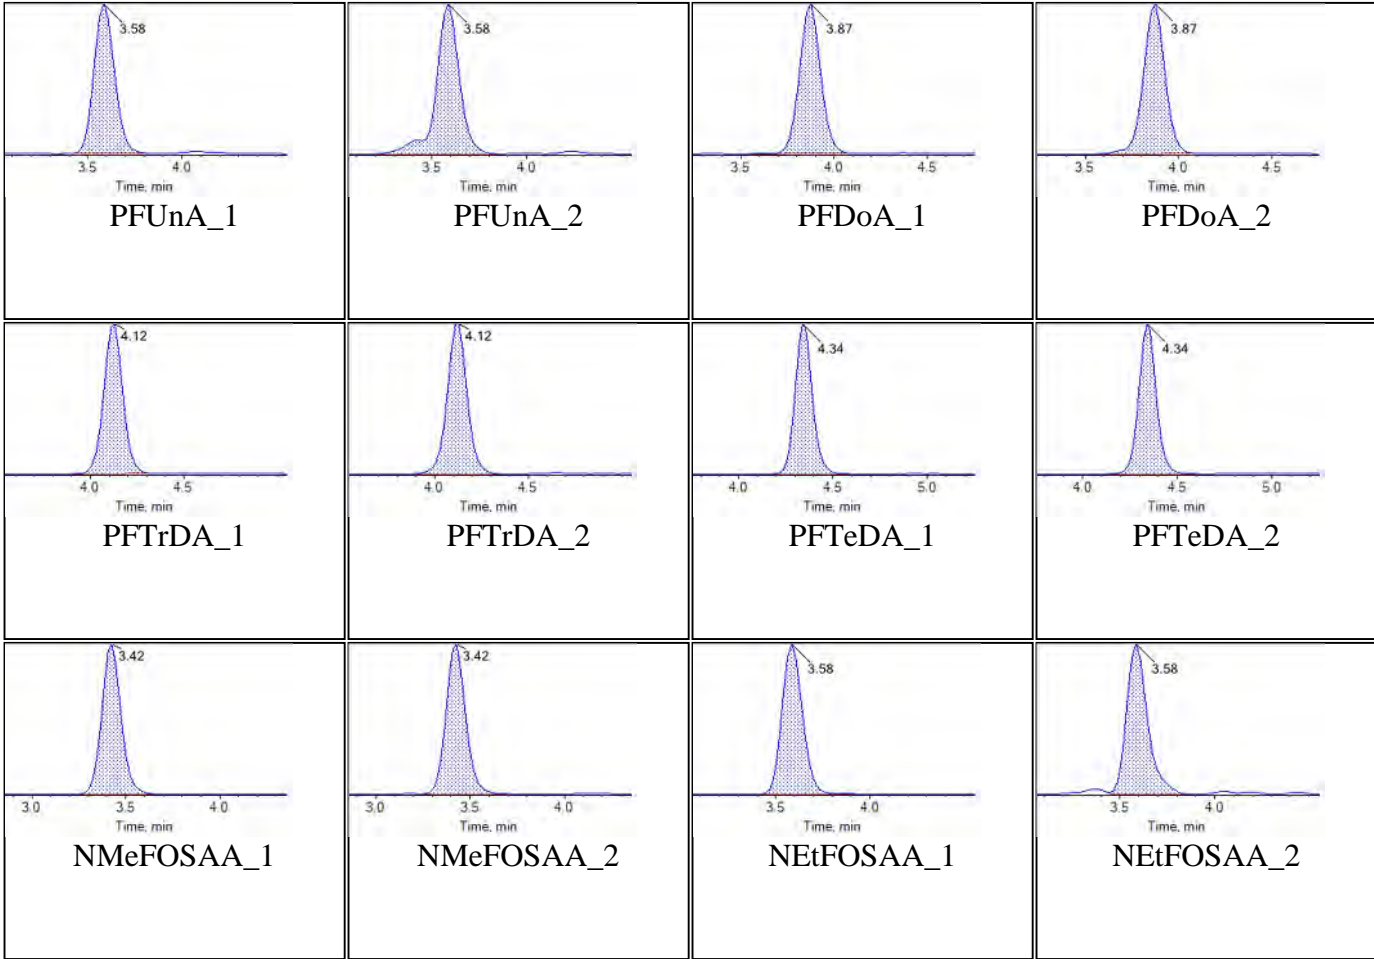 3.58 3.58 3.87 3.87
3.5 4.0 3.5 4.0 3.5 4.0 4.5 3.5 4.0 4.5
Time, min Time, min Time, min Time, min
PFUnA_1 PFUnA_2 PFDoA_1 PFDoA_2
4.12 4.12 4.34 4.34
4.0 4.5 4.0 4.5 4.0 4.5 5.0 4.0 4.5 5.0
Time, min Time, min Time, min Time, min
PFTrDA_1 PFTrDA_2 PFTeDA_1 PFTeDA_2
3.42 3.42 3.58 3.58
3.0 3.5 4.0 3.0 3.5 4.0 3.5 4.0 3.5 4.0
Time, min Time, min Time, min Time, min
NMeFOSAA_1 NMeFOSAA_2 NEtFOSAA_1 NEtFOSAA_2